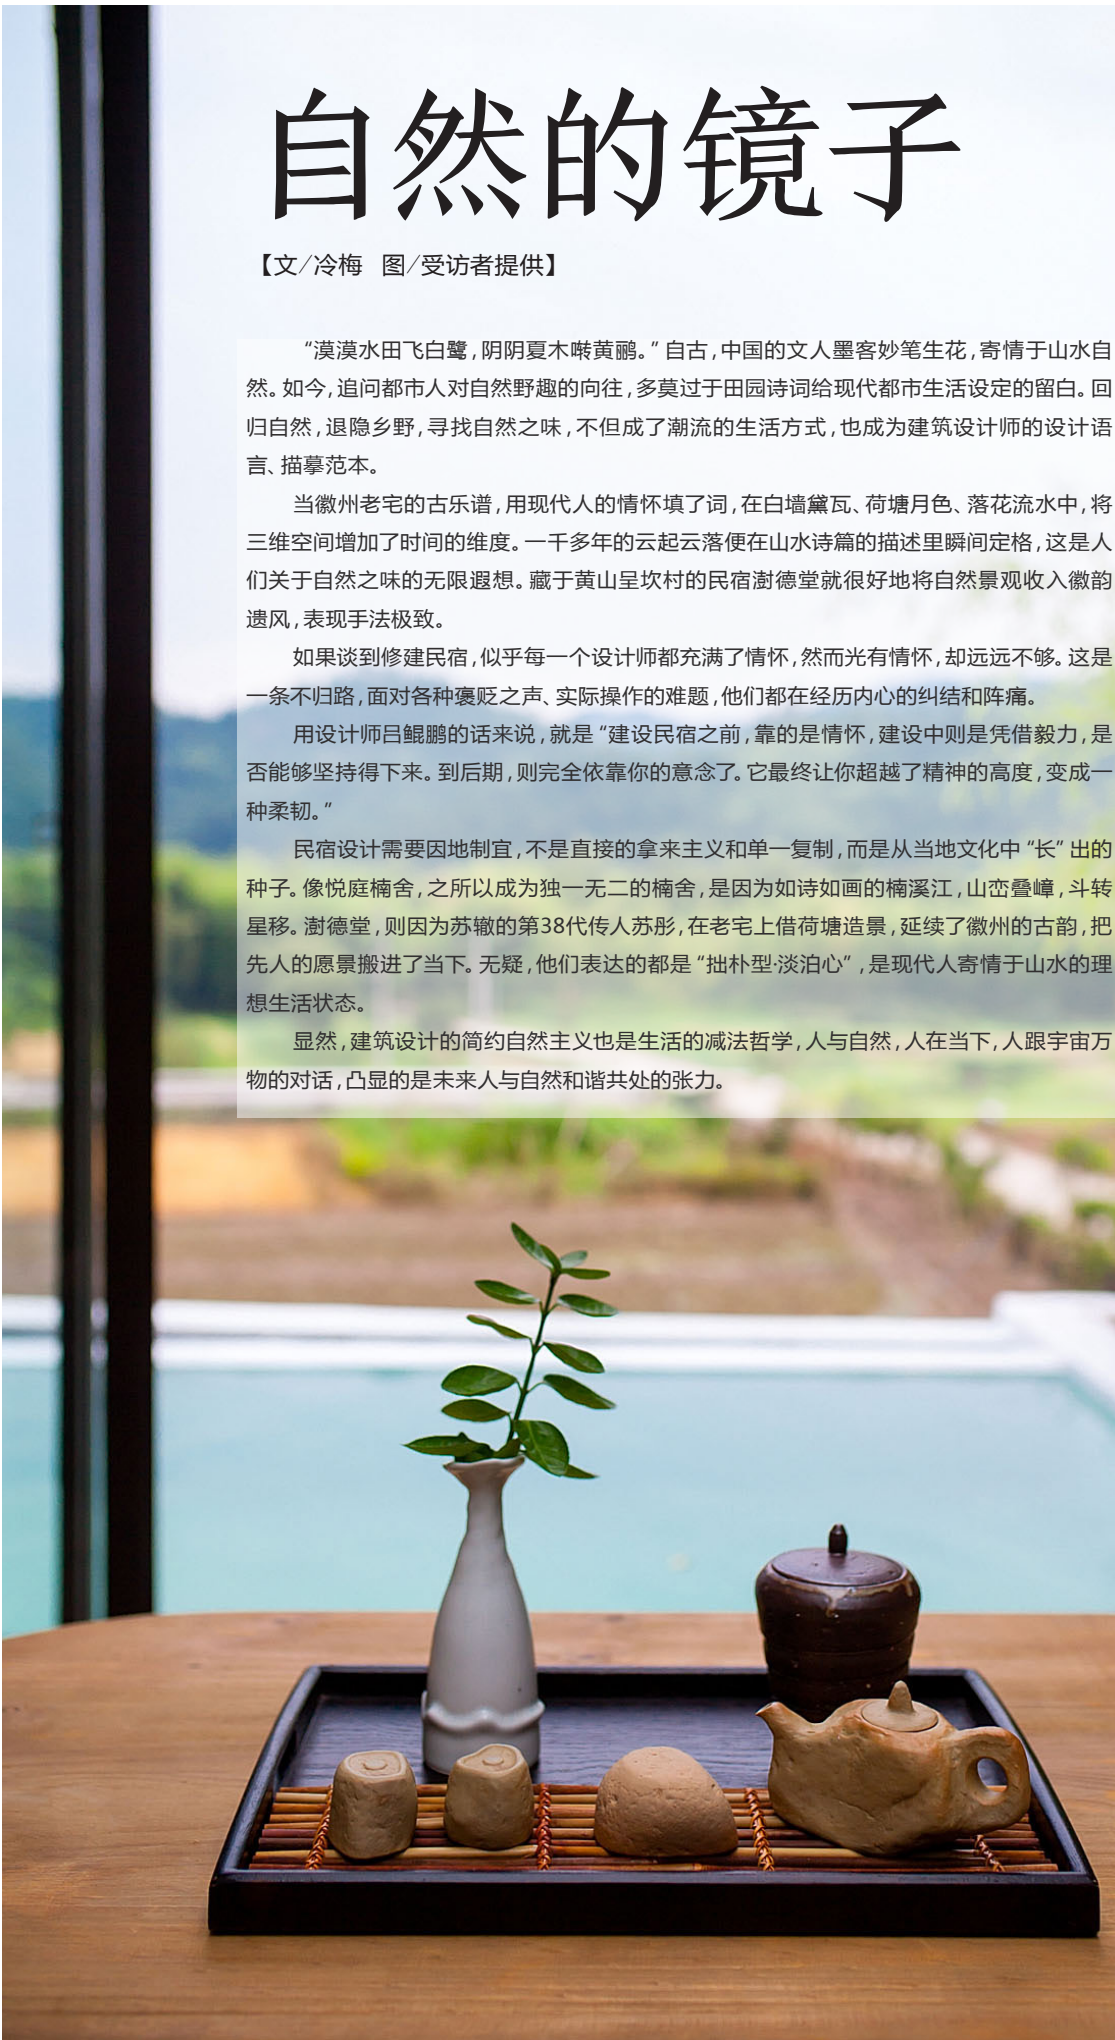 自然的镜子
【文/冷梅 图/受访者提供】
“漠漠水田飞白鹭，阴阴夏木啭黄鹂。”自古，中国的文人墨客妙笔生花，寄情于山水自
然。如今，追问都市人对自然野趣的向往，多莫过于田园诗词给现代都市生活设定的留白。回
归自然，退隐乡野，寻找自然之味，不但成了潮流的生活方式，也成为建筑设计师的设计语
言、描摹范本。
当徽州老宅的古乐谱，用现代人的情怀填了词，在白墙黛瓦、荷塘月色、落花流水中，将
三维空间增加了时间的维度。一千多年的云起云落便在山水诗篇的描述里瞬间定格，这是人
们关于自然之味的无限遐想。藏于黄山呈坎村的民宿澍德堂就很好地将自然景观收入徽韵
遗风，表现手法极致。
如果谈到修建民宿，似乎每一个设计师都充满了情怀，然而光有情怀，却远远不够。这是
一条不归路，面对各种褒贬之声、实际操作的难题，他们都在经历内心的纠结和阵痛。
用设计师吕鲲鹏的话来说，就是“建设民宿之前，靠的是情怀，建设中则是凭借毅力，是
否能够坚持得下来。到后期，则完全依靠你的意念了。它最终让你超越了精神的高度，变成一
种柔韧。”
民宿设计需要因地制宜，不是直接的拿来主义和单一复制，而是从当地文化中“长”出的
种子。像悦庭楠舍，之所以成为独一无二的楠舍，是因为如诗如画的楠溪江，山峦叠嶂，斗转
星移。澍德堂，则因为苏辙的第38代传人苏彤，在老宅上借荷塘造景，延续了徽州的古韵，把
先人的愿景搬进了当下。无疑，他们表达的都是“拙朴型·淡泊心”，是现代人寄情于山水的理
想生活状态。
显然，建筑设计的简约自然主义也是生活的减法哲学，人与自然，人在当下，人跟宇宙万
物的对话，凸显的是未来人与自然和谐共处的张力。